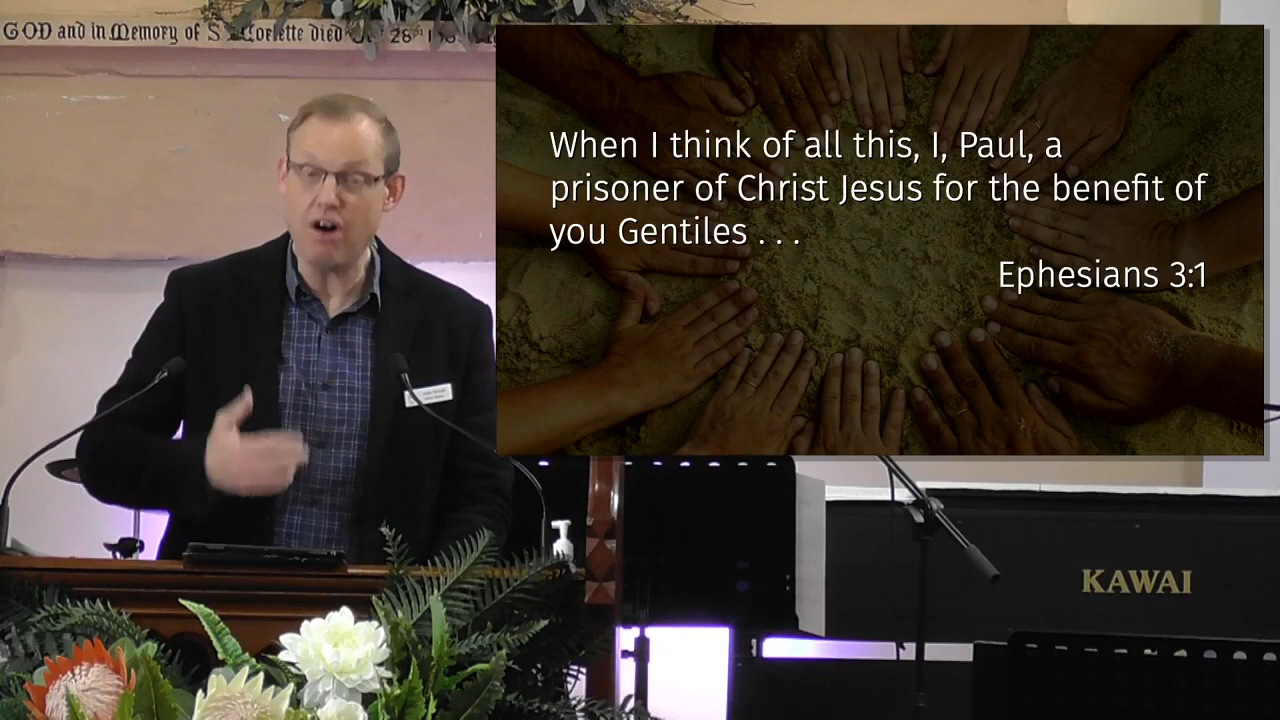 GOD and in Memory of S died
When I think of all this, I, Paul, a
prisoner of Christ Jesus for the benefit of
you Gentiles . . .
Ephesians 3:1
KAWAI